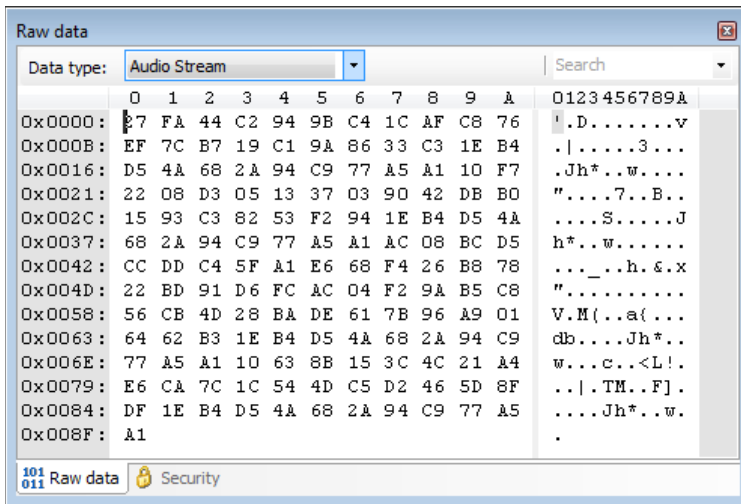 Raw data
Data type: Audio Stream Search
0 1 2 3 4 5 6 7 8 9 A 0123456789A
0x0000: 27 FA 44 C2 94 9B C4 1C AF C8 76 '.D.......v
0x000B: EF 7C B7 19 C1 9A 86 33 C3 1E B4 .|.....3...
0x0016: D5 4A 68 2A 94 C9 77 A5 A1 10 F7 .Jh*..w....
0x0021: 22 08 D3 05 13 37 03 90 42 DB B0 "....7..B..
0x002C: 15 93 C3 82 53 F2 94 1E B4 D5 4A ....S.....J
0x0037: 68 2A 94 C9 77 A5 A1 AC 08 BC D5 h*..w......
0x0042: CC DD C4 5F A1 E6 68 F4 26 B8 78 ..._..h.&.x
0x004D: 22 BD 91 D6 FC AC 04 F2 9A B5 C8 "..........
0x0058: 56 CB 4D 28 BA DE 61 7B 96 A9 01 V.M(..a{...
0x0063: 64 62 B3 1E B4 D5 4A 68 2A 94 C9 db....Jh*..
0x006E: 77 A5 A1 10 63 8B 15 3C 4C 21 A4 w...c..<L!.
0x0079: E6 CA 7C 1C 54 4D C5 D2 46 5D 8F ..|.TM..F].
0x0084: DF 1E B4 D5 4A 68 2A 94 C9 77 A5 ....Jh*..w.
0x008F: A1 .
101 011 Raw data Security